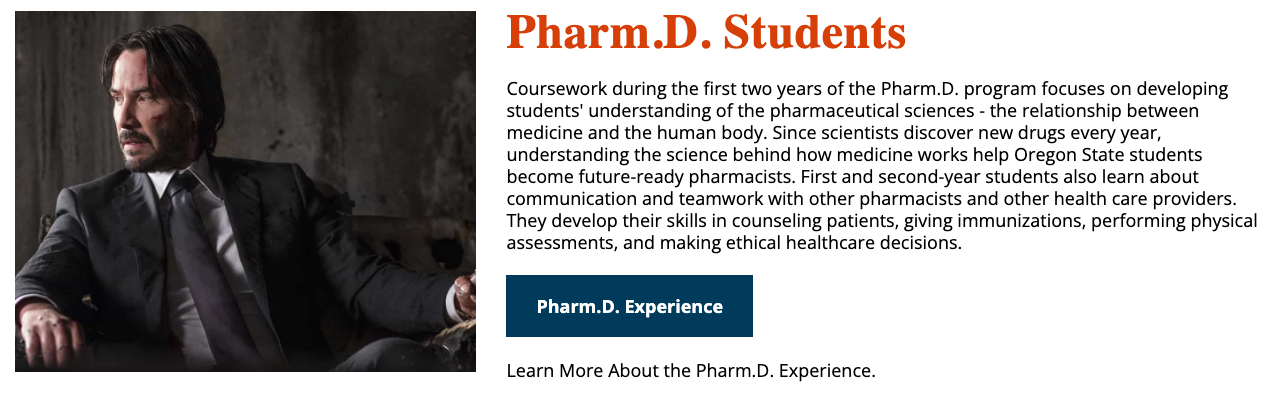 Pharm.D. Students
Coursework during the first two years of the Pharm.D. program focuses on developing
students' understanding of the pharmaceutical sciences - the relationship between
medicine and the human body. Since scientists discover new drugs every year,
understanding the science behind how medicine works help Oregon State students
become future-ready pharmacists. First and second-year students also learn about
communication and teamwork with other pharmacists and other health care providers.
They develop their skills in counseling patients, giving immunizations, performing physical
assessments, and making ethical healthcare decisions.
Pharm.D. Experience
Learn More About the Pharm.D. Experience.